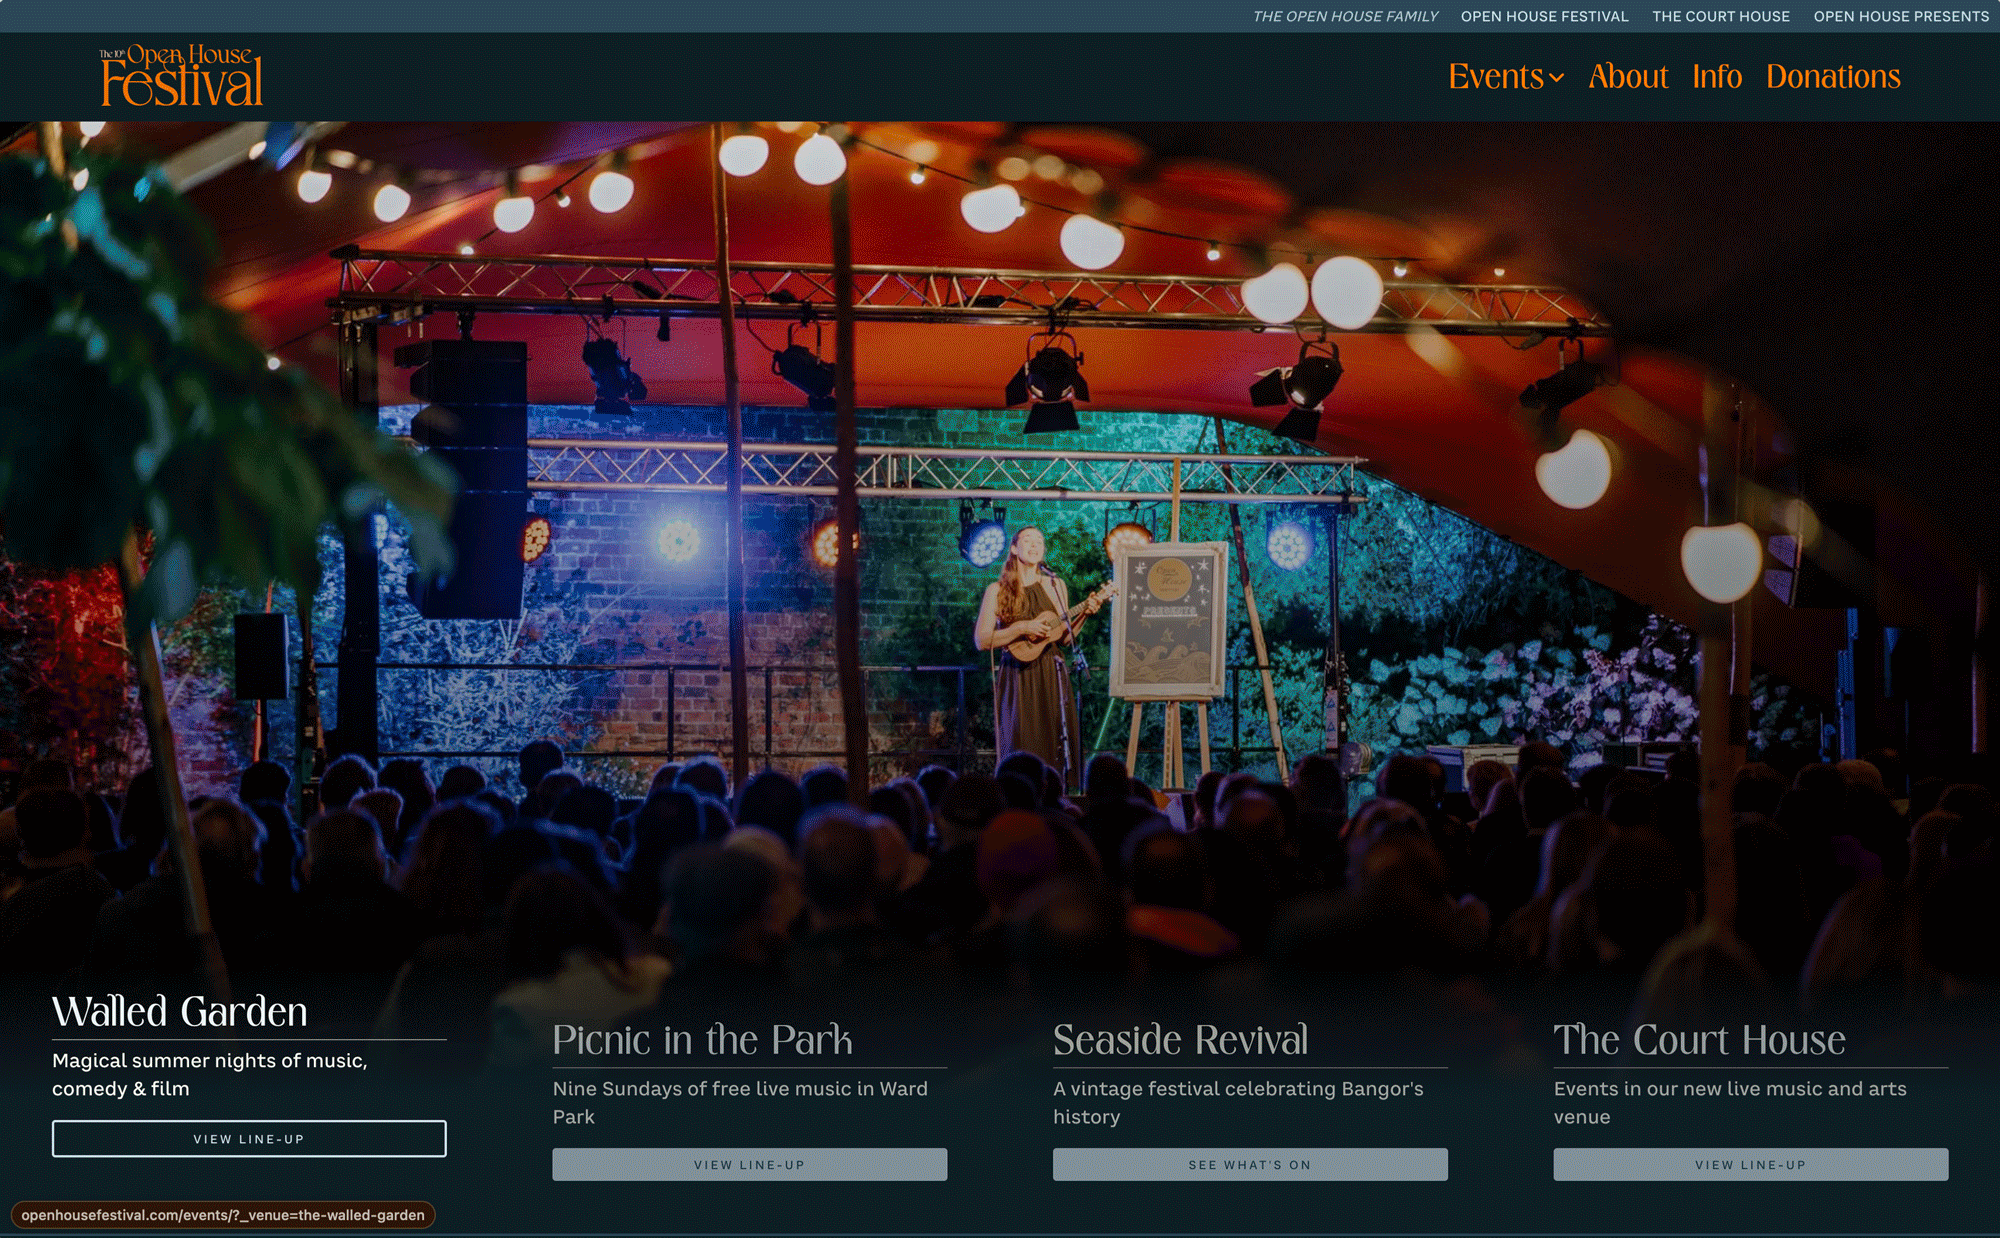 THE OPEN HOUSE FAMILY OPEN HOUSE FESTIVAL THE COURT HOUSE OPEN HOUSE PRESENTS
The 10th Open House
Festival
Events About Info Donations
Open
House
PRESENTS
Walled Garden
Magical summer nights of music,
comedy & film
VIEW LINE-UP
Picnic in the Park
Nine Sundays of free live music in Ward
Park
VIEW LINE-UP
Seaside Revival
A vintage festival celebrating Bangor's
history
SEE WHAT'S ON
The Court House
Events in our new live music and arts
venue
VIEW LINE-UP
openhousefestival.com/events/?_venue=the-walled-garden